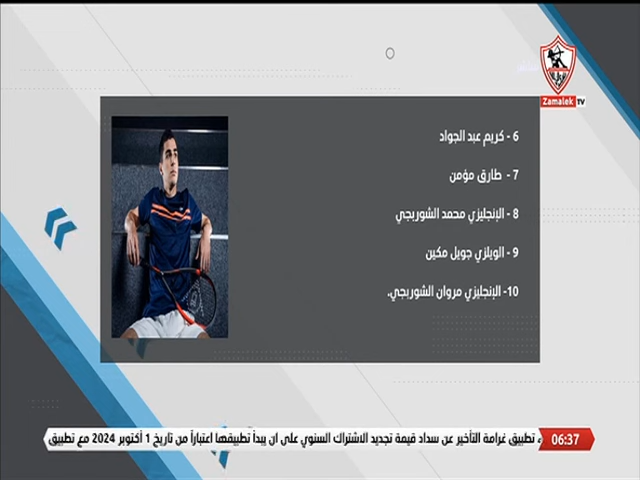 Zamalek TV
6 - كريم عبد الجواد
7 - طارق مؤمن
8 - الإنجليزي محمد الشوربجي
9 - الويلزي جويل مكين
10- الإنجليزي مروان الشوربجي.
تطبيق غرامة التأخير عن سداد قيمة تجديد الاشتراك السنوي على ان يبدأ تطبيقها اعتباراً من تاريخ 1 أكتوبر 2024 مع تطبيق
06:37